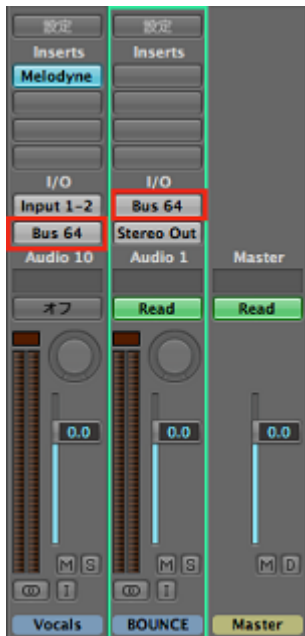 設定
Inserts
Melodyne
I/O
Input 1-2
Bus 64
Audio 10
オフ
0.0
M S
I
Vocals
設定
Inserts
I/O
Bus 64
Stereo Out
Audio 1
Read
0.0
M S
I
BOUNCE
Master
Read
0.0
M D
Master